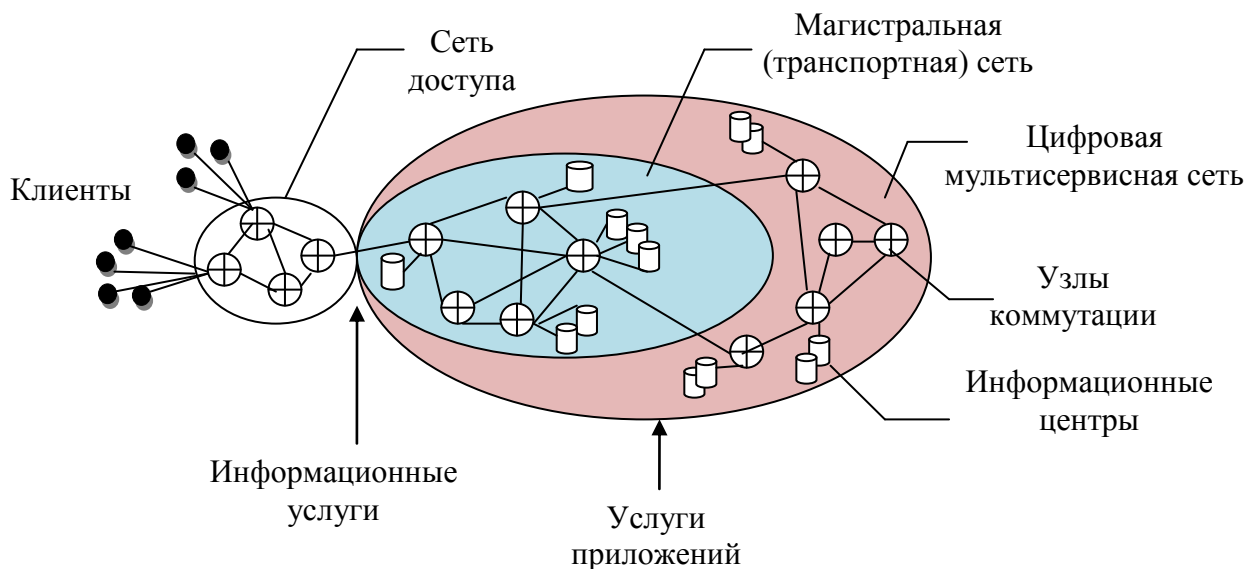 Сеть
доступа
Магистральная
(транспортная) сеть
Цифровая
мультисервисная сеть
Клиенты
Узлы
коммутации
Информационные
центры
Информационные
услуги
Услуги
приложений